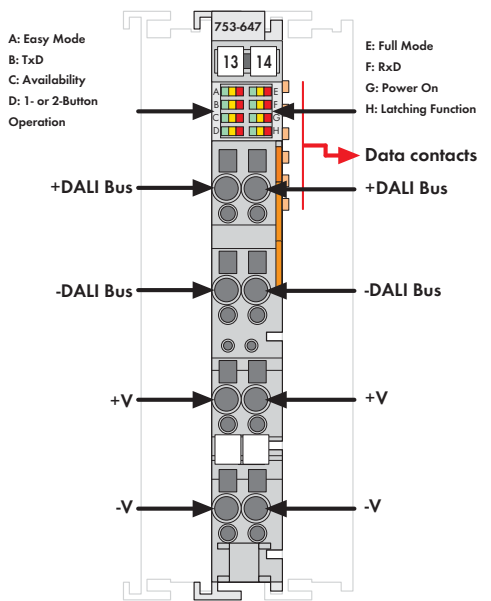 753-647
A: Easy Mode
B: TxD
C: Availability
D: 1- or 2-Button
Operation
13 14
E: Full Mode
F: RxD
G: Power On
H: Latching Function
A E
B F
C G
D H
Data contacts
+DALI Bus +DALI Bus
-DALI Bus -DALI Bus
+V +V
-V -V